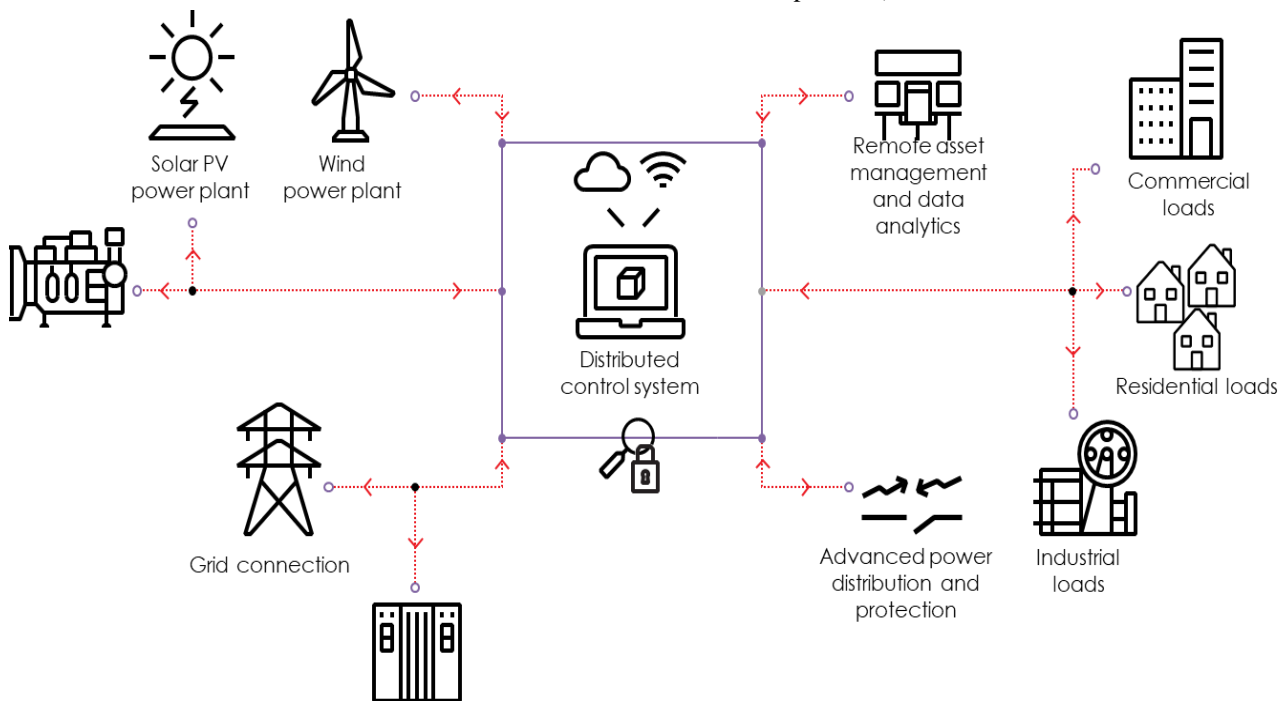 Solar PV
power plant
Wind
power plant
Remote asset
management
and data
analytics
Commercial
loads
Distributed
control system
Residential loads
Grid connection
Advanced power
distribution and
protection
Industrial
loads